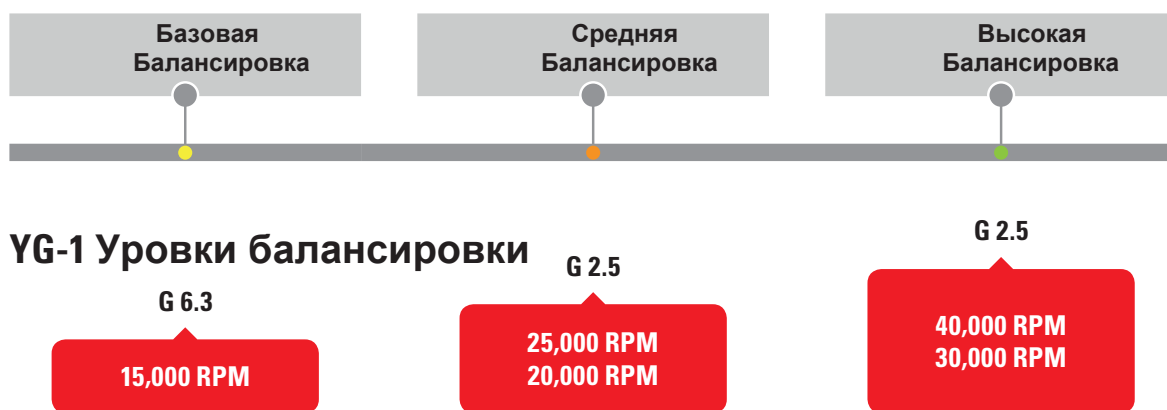 Базовая
Балансировка
Средняя
Балансировка
Высокая
Балансировка
YG-1 Уровки балансировки
G 6.3
15,000 RPM
G 2.5
25,000 RPM
20,000 RPM
G 2.5
40,000 RPM
30,000 RPM